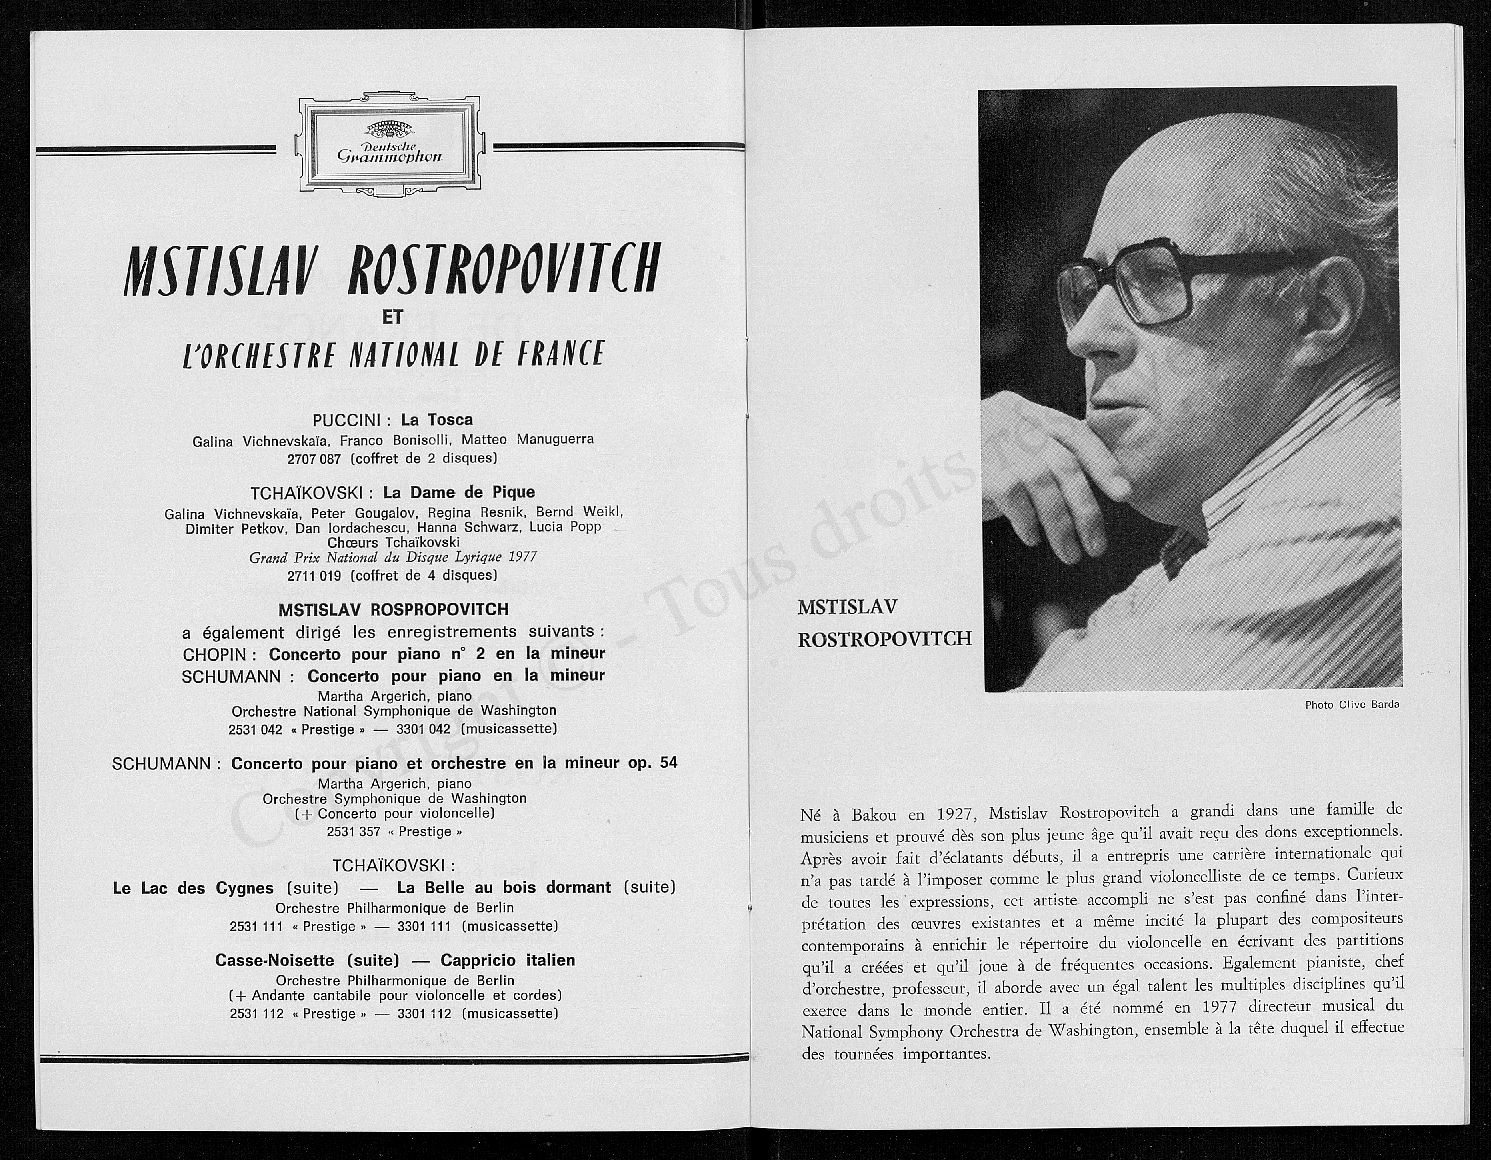 Deutsche
Grammophon
MSTISLAV ROSTROPOVITCH
ET
L'ORCHESTRE NATIONAL DE FRANCE
PUCCINI : La Tosca
Galina Vichnevskaïa, Franco Bonisolli, Matteo Manuguerra
2707 087 (coffret de 2 disques)
TCHAÏKOVSKI : La Dame de Pique
Galina Vichnevskaïa, Peter Gougalov, Regina Resnik, Bernd Weikl,
Dimiter Petkov, Dan Iordachescu, Hanna Schwarz, Lucia Popp
Chœurs Tchaïkovski
Grand Prix National du Disque Lyrique 1977
2711 019 (coffret de 4 disques)
MSTISLAV ROSPROPOVITCH
a également dirigé les enregistrements suivants :
CHOPIN : Concerto pour piano n° 2 en la mineur
SCHUMANN : Concerto pour piano en la mineur
Martha Argerich, piano
Orchestre National Symphonique de Washington
2531 042 « Prestige » — 3301 042 (musicassette)
SCHUMANN : Concerto pour piano et orchestre en la mineur op. 54
Martha Argerich, piano
Orchestre Symphonique de Washington
(+ Concerto pour violoncelle)
2531 357 « Prestige »
TCHAÏKOVSKI :
Le Lac des Cygnes (suite) — La Belle au bois dormant (suite)
Orchestre Philharmonique de Berlin
2531 111 « Prestige » — 3301 111 (musicassette)
Casse-Noisette (suite) — Cappricio italien
Orchestre Philharmonique de Berlin
(+ Andante cantabile pour violoncelle et cordes)
2531 112 « Prestige » — 3301 112 (musicassette)
Copyright © - Tous droits
MSTISLAV
ROSTROPOVITCH
Photo Clive Barda
Né à Bakou en 1927, Mstislav Rostropovitch a grandi dans une famille de
musiciens et prouvé dès son plus jeune âge qu'il avait reçu des dons exceptionnels.
Après avoir fait d'éclatants débuts, il a entrepris une carrière internationale qui
n'a pas tardé à l'imposer comme le plus grand violoncelliste de ce temps. Curieux
de toutes les expressions, cet artiste accompli ne s'est pas confiné dans l'inter-
prétation des œuvres existantes et a même incité la plupart des compositeurs
contemporains à enrichir le répertoire du violoncelle en écrivant des partitions
qu'il a créées et qu'il joue à de fréquentes occasions. Egalement pianiste, chef
d'orchestre, professeur, il aborde avec un égal talent les multiples disciplines qu'il
exerce dans le monde entier. Il a été nommé en 1977 directeur musical du
National Symphony Orchestra de Washington, ensemble à la tête duquel il effectue
des tournées importantes.